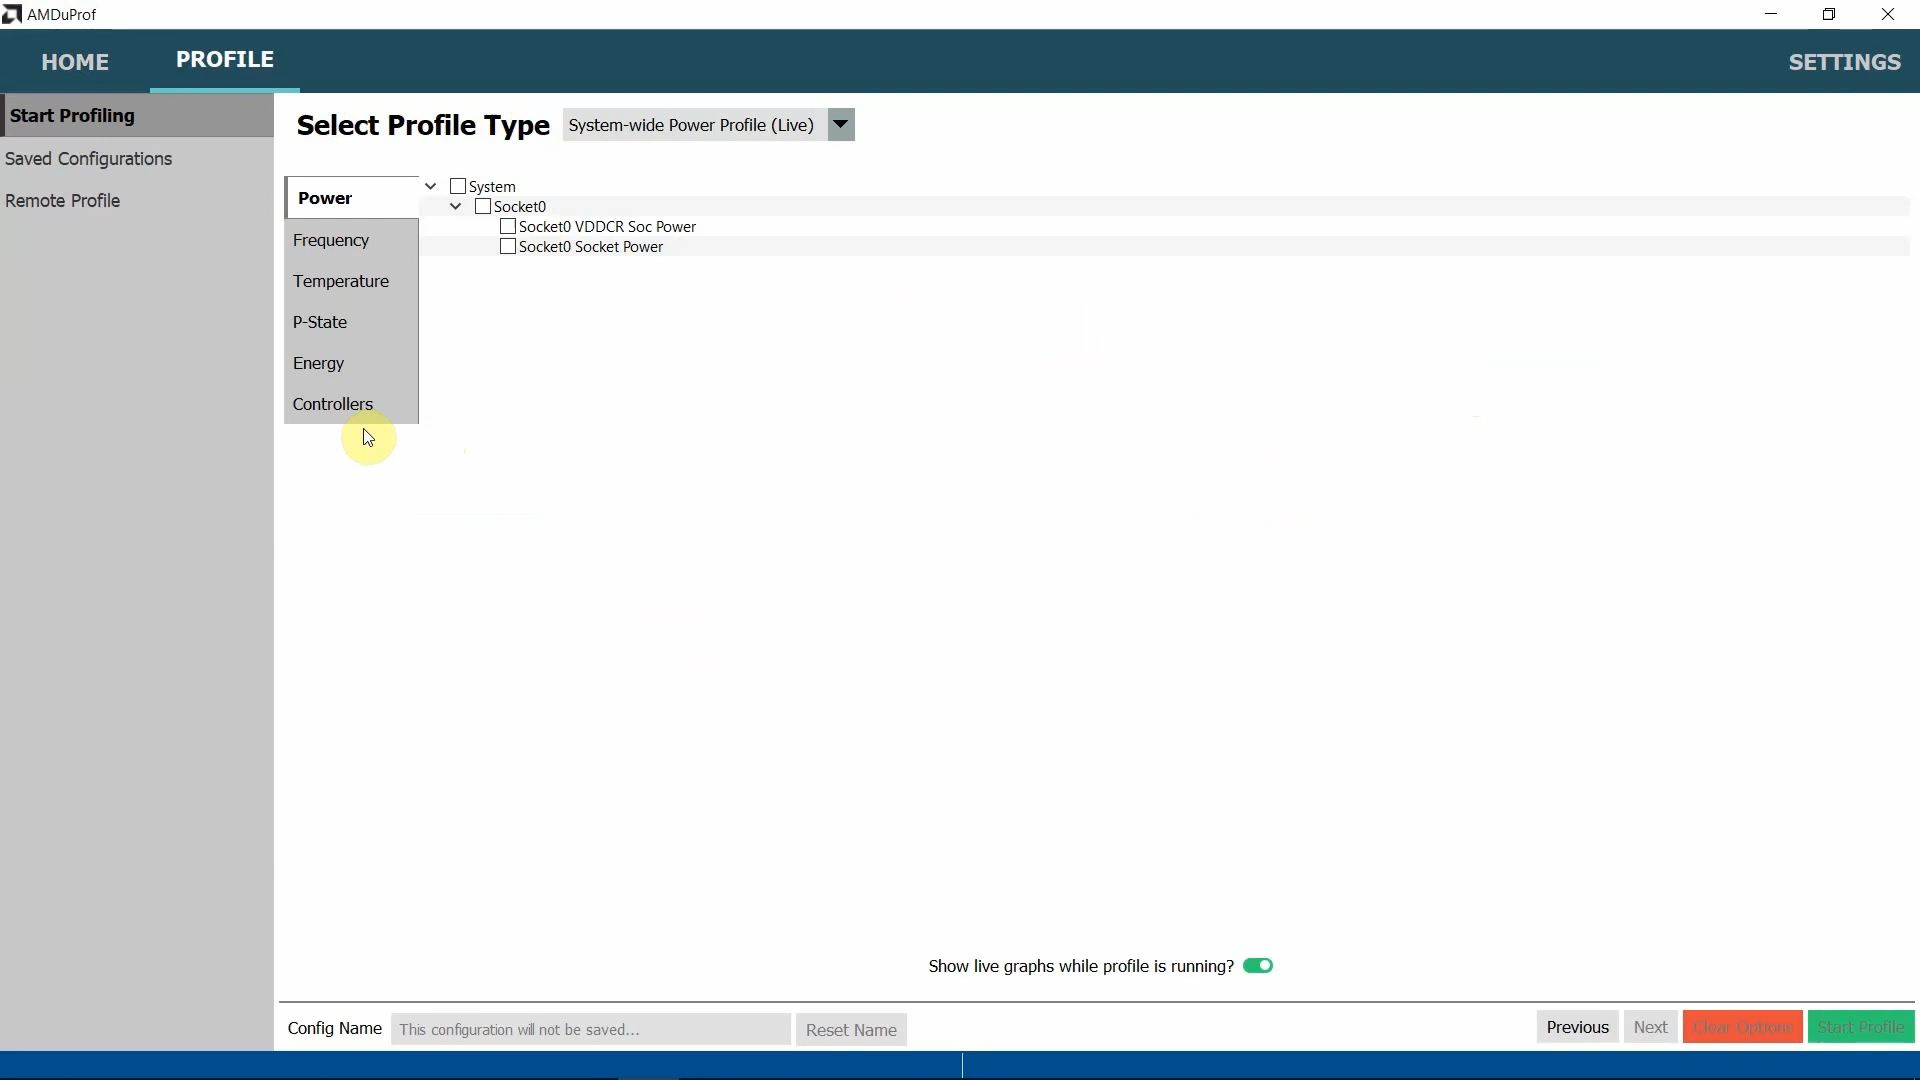 AMDuProf
HOME
PROFILE
SETTINGS
Start Profiling
Saved Configurations
Remote Profile
Select Profile Type
System-wide Power Profile (Live)
Power
Frequency
Temperature
P-State
Energy
Controllers
System
Socket0
Socket0 VDDCR Soc Power
Socket0 Socket Power
Show live graphs while profile is running?
Config Name
This configuration will not be saved...
Reset Name
Previous
Next
Clear Options
Start Profile